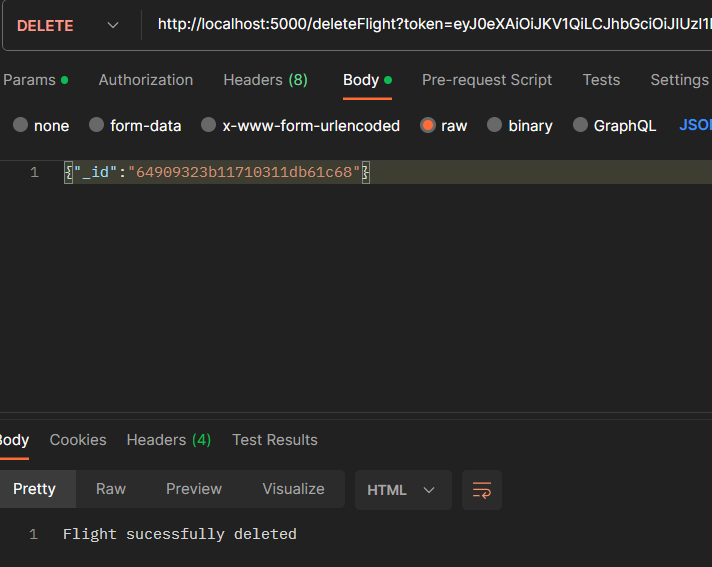 DELETE http://localhost:5000/deleteFlight?token=eyJ0eXAiOiJKV1QiLCJhbGciOiJIUzI1
Params Authorization Headers (8) Body Pre-request Script Tests Settings
none form-data x-www-form-urlencoded raw binary GraphQL JSON
1 {"_id":"64909323b11710311db61c68"}
Body Cookies Headers (4) Test Results
Pretty Raw Preview Visualize HTML
1 Flight sucessfully deleted